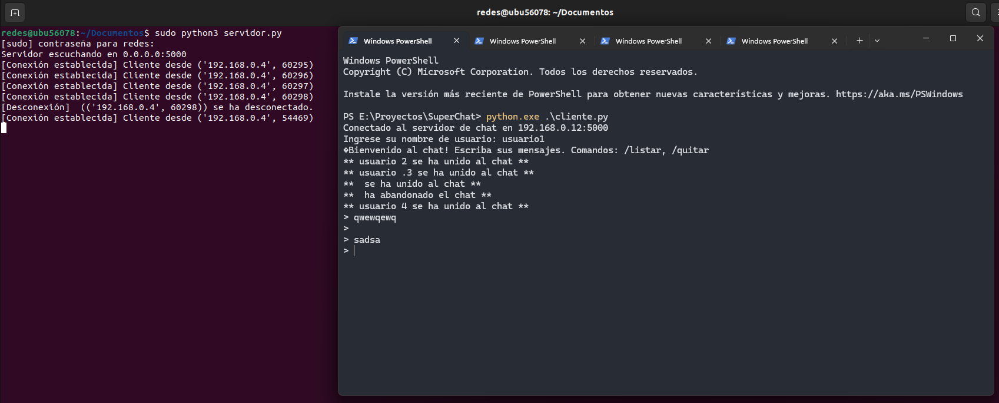 redes@ubu56078: ~/Documentos
redes@ubu56078:~/Documentos$ sudo python3 servidor.py
[sudo] contraseña para redes:
Servidor escuchando en 0.0.0.0:5000
[Conexión establecida] Cliente desde ('192.168.0.4', 60295)
[Conexión establecida] Cliente desde ('192.168.0.4', 60296)
[Conexión establecida] Cliente desde ('192.168.0.4', 60297)
[Conexión establecida] Cliente desde ('192.168.0.4', 60298)
[Desconexión]  (('192.168.0.4', 60298)) se ha desconectado.
[Conexión establecida] Cliente desde ('192.168.0.4', 54469)
Windows PowerShell
Windows PowerShell
Windows PowerShell
Windows PowerShell
Windows PowerShell
Copyright (C) Microsoft Corporation. Todos los derechos reservados.
Instale la versión más reciente de PowerShell para obtener nuevas características y mejoras. https://aka.ms/PSWindows
PS E:\Proyectos\SuperChat> python.exe .\cliente.py
Conectado al servidor de chat en 192.168.0.12:5000
Ingrese su nombre de usuario: usuario1
�Bienvenido al chat! Escriba sus mensajes. Comandos: /listar, /quitar
** usuario 2 se ha unido al chat **
** usuario .3 se ha unido al chat **
**  se ha unido al chat **
**  ha abandonado el chat **
** usuario 4 se ha unido al chat **
> qwewqewq
>
> sadsa
>